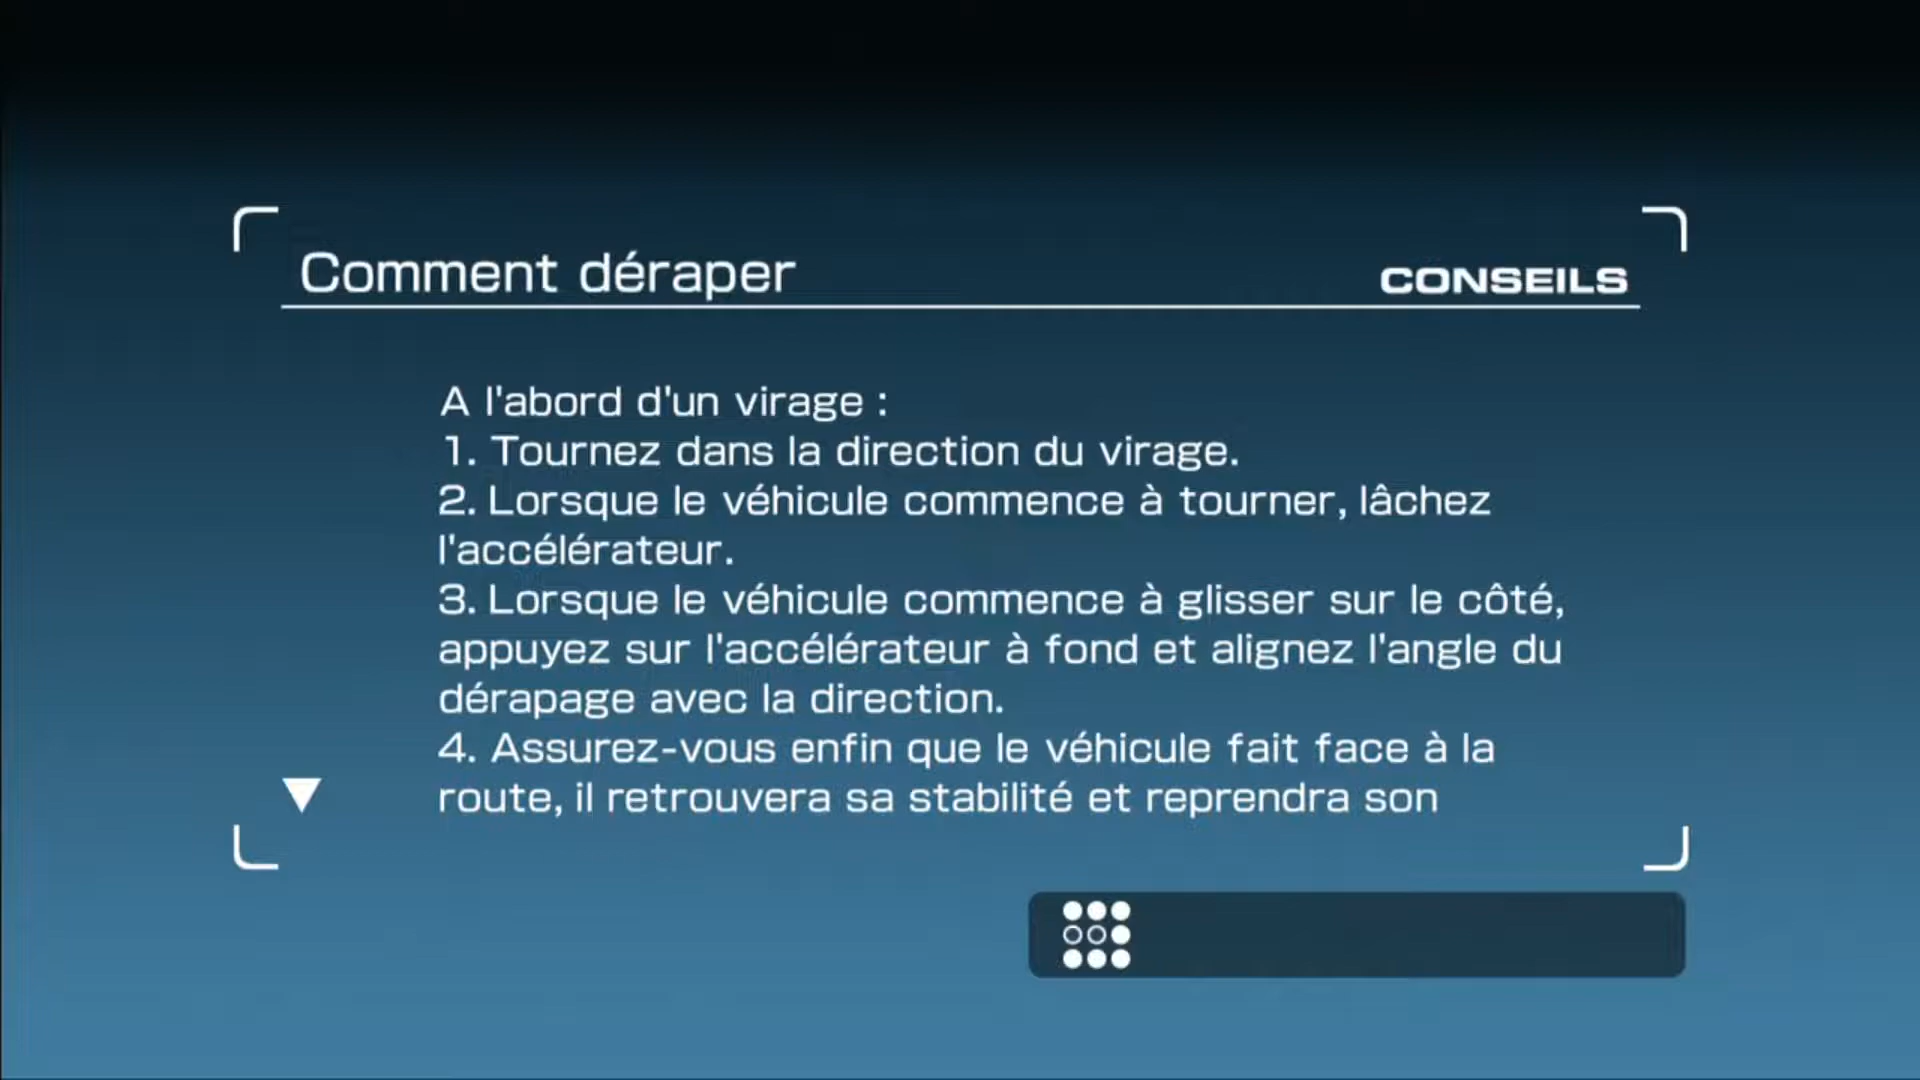 Comment déraper
CONSEILS
A l'abord d'un virage :
1. Tournez dans la direction du virage.
2. Lorsque le véhicule commence à tourner, lâchez
l'accélérateur.
3. Lorsque le véhicule commence à glisser sur le côté,
appuyez sur l'accélérateur à fond et alignez l'angle du
dérapage avec la direction.
4. Assurez-vous enfin que le véhicule fait face à la
route, il retrouvera sa stabilité et reprendra son